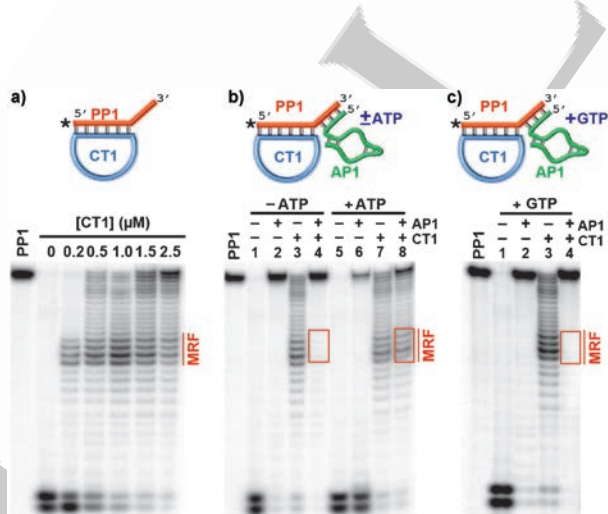 a)
3′
5′ PP1
*
CT1
[CT1] (μM)
0 0.2 0.5 1.0 1.5 2.5
PP1
MRF
b)
3′
PP1
5′
* 5′
±ATP
CT1
AP1
– ATP + ATP
– + – + – + – + AP1
– – + + – – + + CT1
1 2 3 4 5 6 7 8
PP1
MRF
c)
3′
PP1
5′
* 5′
+GTP
CT1
AP1
+ GTP
– + – + AP1
– – + + CT1
1 2 3 4
PP1
MRF